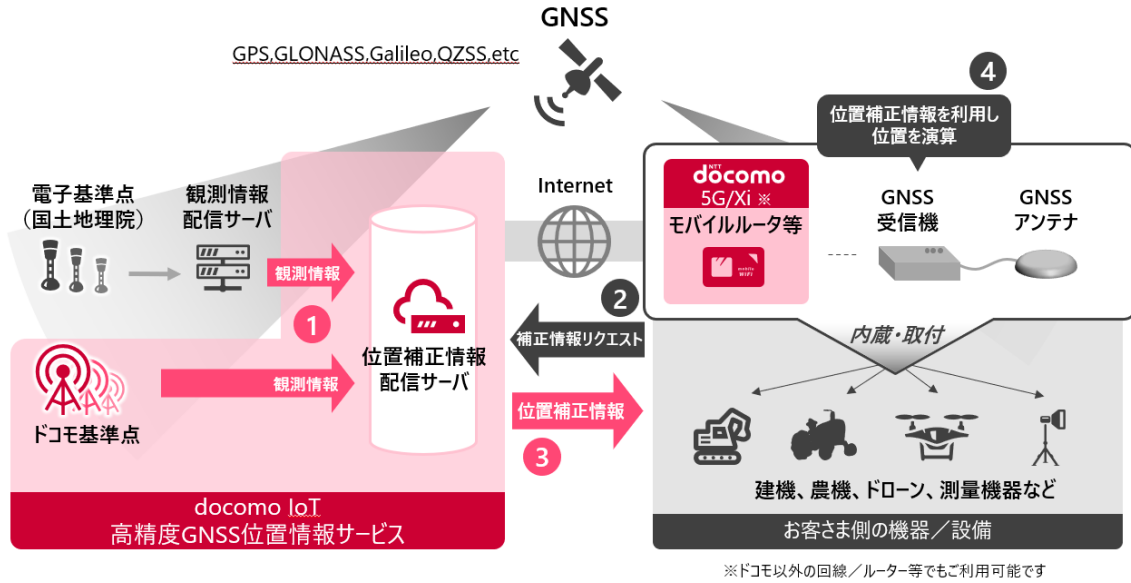 GNSS
GPS,GLONASS,Galileo,QZSS,etc
4
位置補正情報を利用し
位置を演算
電子基準点
（国土地理院）
観測情報
配信サーバ
Internet
NTT
docomo
5G/Xi ※
モバイルルータ等
mobile
WiFi
GNSS
受信機
GNSS
アンテナ
観測情報
1
2
補正情報リクエスト
内蔵・取付
位置補正情報
配信サーバ
観測情報
ドコモ基準点
位置補正情報
3
建機、農機、ドローン、測量機器など
docomo IoT
高精度GNSS位置情報サービス
お客さま側の機器／設備
※ドコモ以外の回線／ルーター等でもご利用可能です